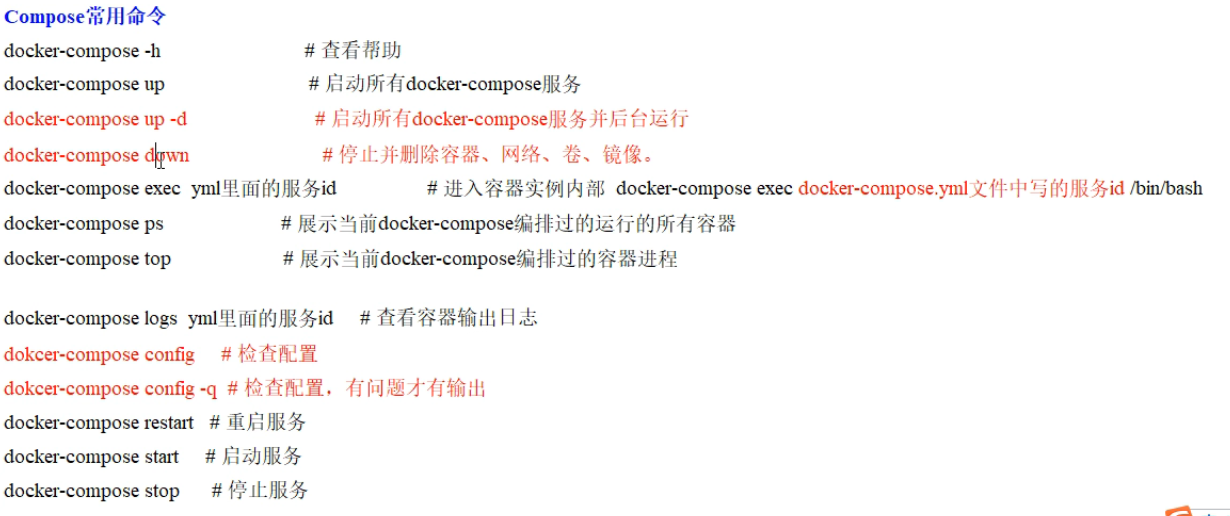 Compose常用命令
docker-compose -h # 查看帮助
docker-compose up # 启动所有docker-compose服务
docker-compose up -d # 启动所有docker-compose服务并后台运行
docker-compose down # 停止并删除容器、网络、卷、镜像。
docker-compose exec yml里面的服务id # 进入容器实例内部 docker-compose exec docker-compose.yml文件中写的服务id /bin/bash
docker-compose ps # 展示当前docker-compose编排过的运行的所有容器
docker-compose top # 展示当前docker-compose编排过的容器进程
docker-compose logs yml里面的服务id # 查看容器输出日志
dokcer-compose config # 检查配置
dokcer-compose config -q # 检查配置，有问题才有输出
docker-compose restart # 重启服务
docker-compose start # 启动服务
docker-compose stop # 停止服务